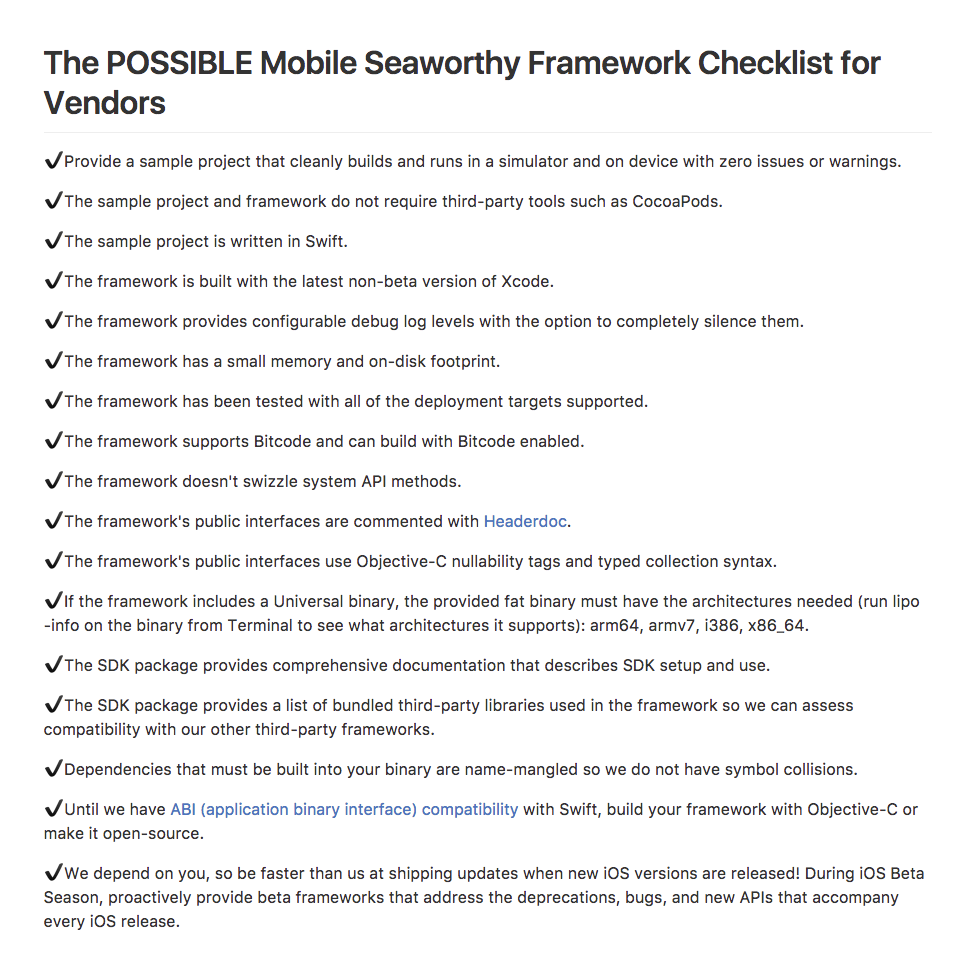 The POSSIBLE Mobile Seaworthy Framework Checklist for
Vendors
✔Provide a sample project that cleanly builds and runs in a simulator and on device with zero issues or warnings.
✔The sample project and framework do not require third-party tools such as CocoaPods.
✔The sample project is written in Swift.
✔The framework is built with the latest non-beta version of Xcode.
✔The framework provides configurable debug log levels with the option to completely silence them.
✔The framework has a small memory and on-disk footprint.
✔The framework has been tested with all of the deployment targets supported.
✔The framework supports Bitcode and can build with Bitcode enabled.
✔The framework doesn't swizzle system API methods.
✔The framework's public interfaces are commented with Headerdoc.
✔The framework's public interfaces use Objective-C nullability tags and typed collection syntax.
✔If the framework includes a Universal binary, the provided fat binary must have the architectures needed (run lipo
-info on the binary from Terminal to see what architectures it supports): arm64, armv7, i386, x86_64.
✔The SDK package provides comprehensive documentation that describes SDK setup and use.
✔The SDK package provides a list of bundled third-party libraries used in the framework so we can assess
compatibility with our other third-party frameworks.
✔Dependencies that must be built into your binary are name-mangled so we do not have symbol collisions.
✔Until we have ABI (application binary interface) compatibility with Swift, build your framework with Objective-C or
make it open-source.
✔We depend on you, so be faster than us at shipping updates when new iOS versions are released! During iOS Beta
Season, proactively provide beta frameworks that address the deprecations, bugs, and new APIs that accompany
every iOS release.